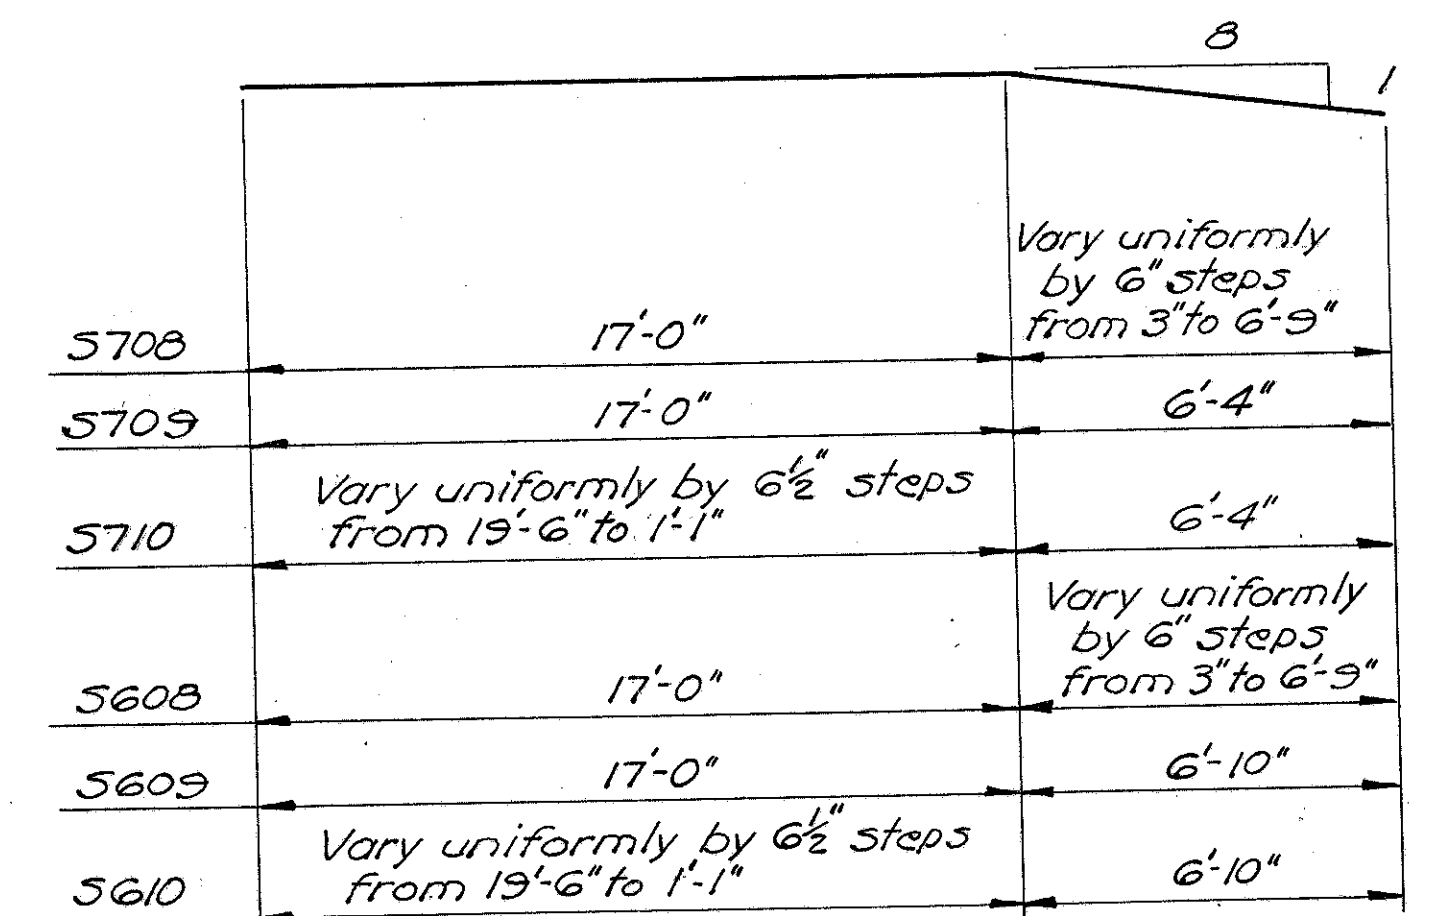 8
1
Vary uniformly
by 6" steps
from 3" to 6'-9"
S708
17'-0"
S709
17'-0"
6'-4"
Vary uniformly by 6½" steps
from 19'-6" to 1'-1"
S710
6'-4"
Vary uniformly
by 6" steps
from 3" to 6'-9"
S608
17'-0"
S609
17'-0"
6'-10"
Vary uniformly by 6½" steps
from 19'-6" to 1'-1"
S610
6'-10"